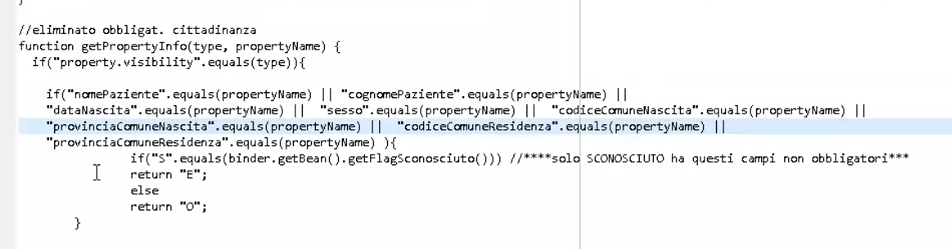 }
//eliminato obbligat. cittadinanza
function getPropertyInfo(type, propertyName) {
if("property.visibility".equals(type)){
if("nomePaziente".equals(propertyName) || "cognomePaziente".equals(propertyName) ||
"dataNascita".equals(propertyName) || "sesso".equals(propertyName) || "codiceComuneNascita".equals(propertyName) ||
"provinciaComuneNascita".equals(propertyName) || "codiceComuneResidenza".equals(propertyName) ||
"provinciaComuneResidenza".equals(propertyName) ){
if("S".equals(binder.getBean().getFlagSconosciuto())) //****solo SCONOSCIUTO ha questi campi non obbligatori***
return "E";
else
return "O";
}